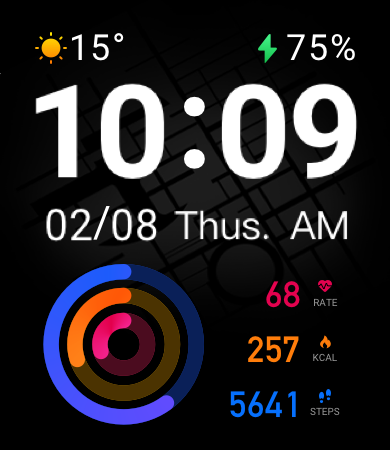 15° 75%
10:09
02/08 Thus. AM
68 RATE
257 KCAL
5641 STEPS